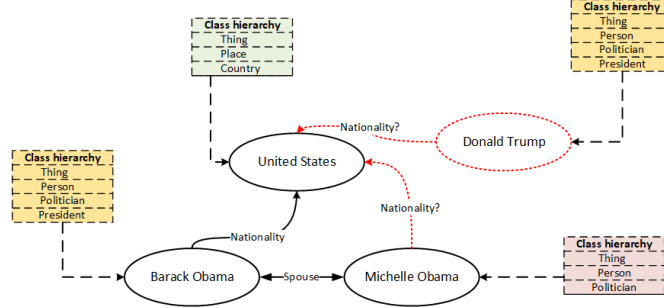 Class hierarchy
Thing
Person
Politician
President
Class hierarchy
Thing
Place
Country
Nationality?
Donald Trump
United States
Class hierarchy
Thing
Person
Politician
President
Nationality?
Nationality
Class hierarchy
Thing
Person
Politician
Barack Obama
Spouse
Michelle Obama